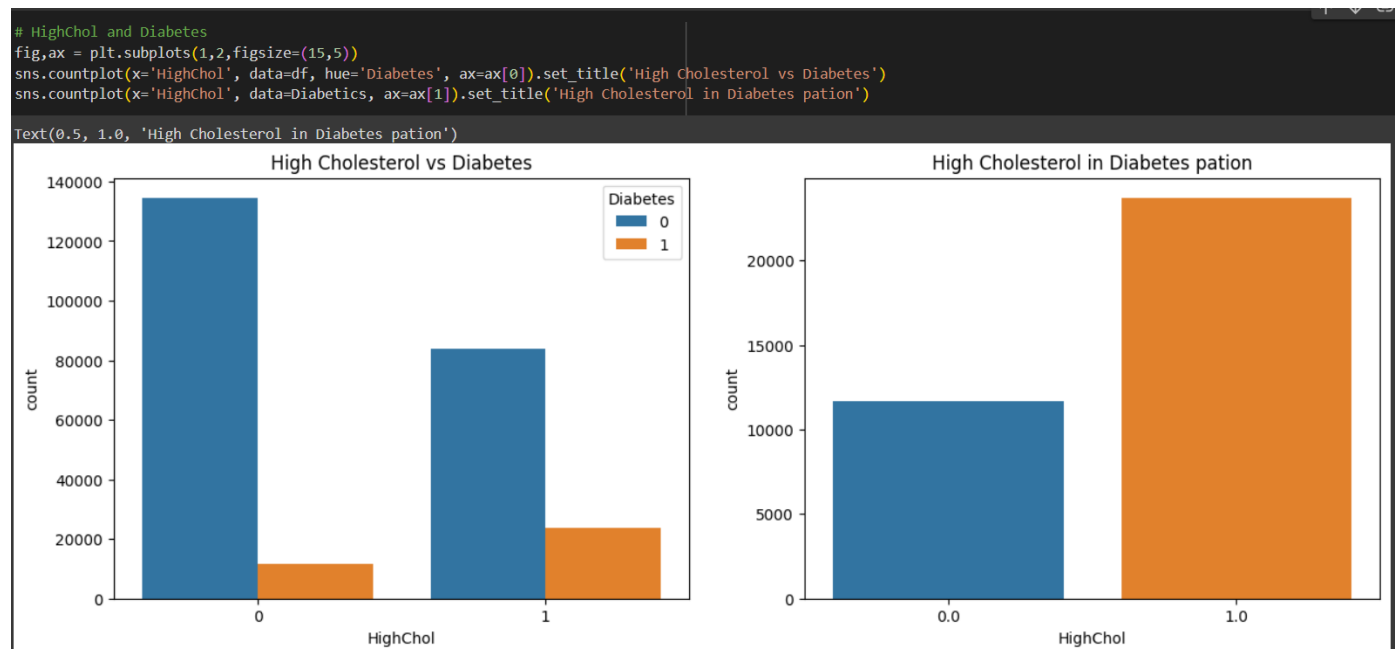 # HighChol and Diabetes
fig,ax = plt.subplots(1,2,figsize=(15,5))
sns.countplot(x='HighChol', data=df, hue='Diabetes', ax=ax[0]).set_title('High Cholesterol vs Diabetes')
sns.countplot(x='HighChol', data=Diabetics, ax=ax[1]).set_title('High Cholesterol in Diabetes pation')
Text(0.5, 1.0, 'High Cholesterol in Diabetes pation')
High Cholesterol vs Diabetes
140000
120000
100000
80000
60000
40000
20000
0
count
0
1
HighChol
Diabetes
0
1
High Cholesterol in Diabetes pation
20000
15000
10000
5000
0
count
0.0
1.0
HighChol